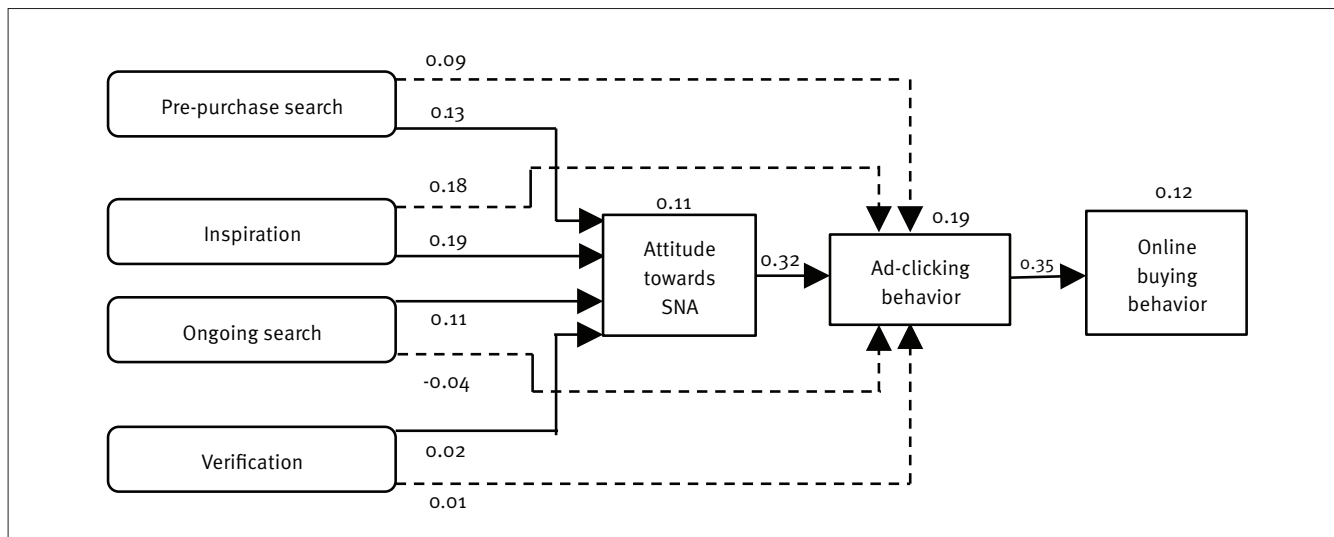 0.09
Pre-purchase search
0.13
0.18
Inspiration
0.19
Ongoing search
0.11
-0.04
Verification
0.02
0.01
0.11
Attitude
towards
SNA
0.32
0.19
Ad-clicking
behavior
0.35
0.12
Online
buying
behavior